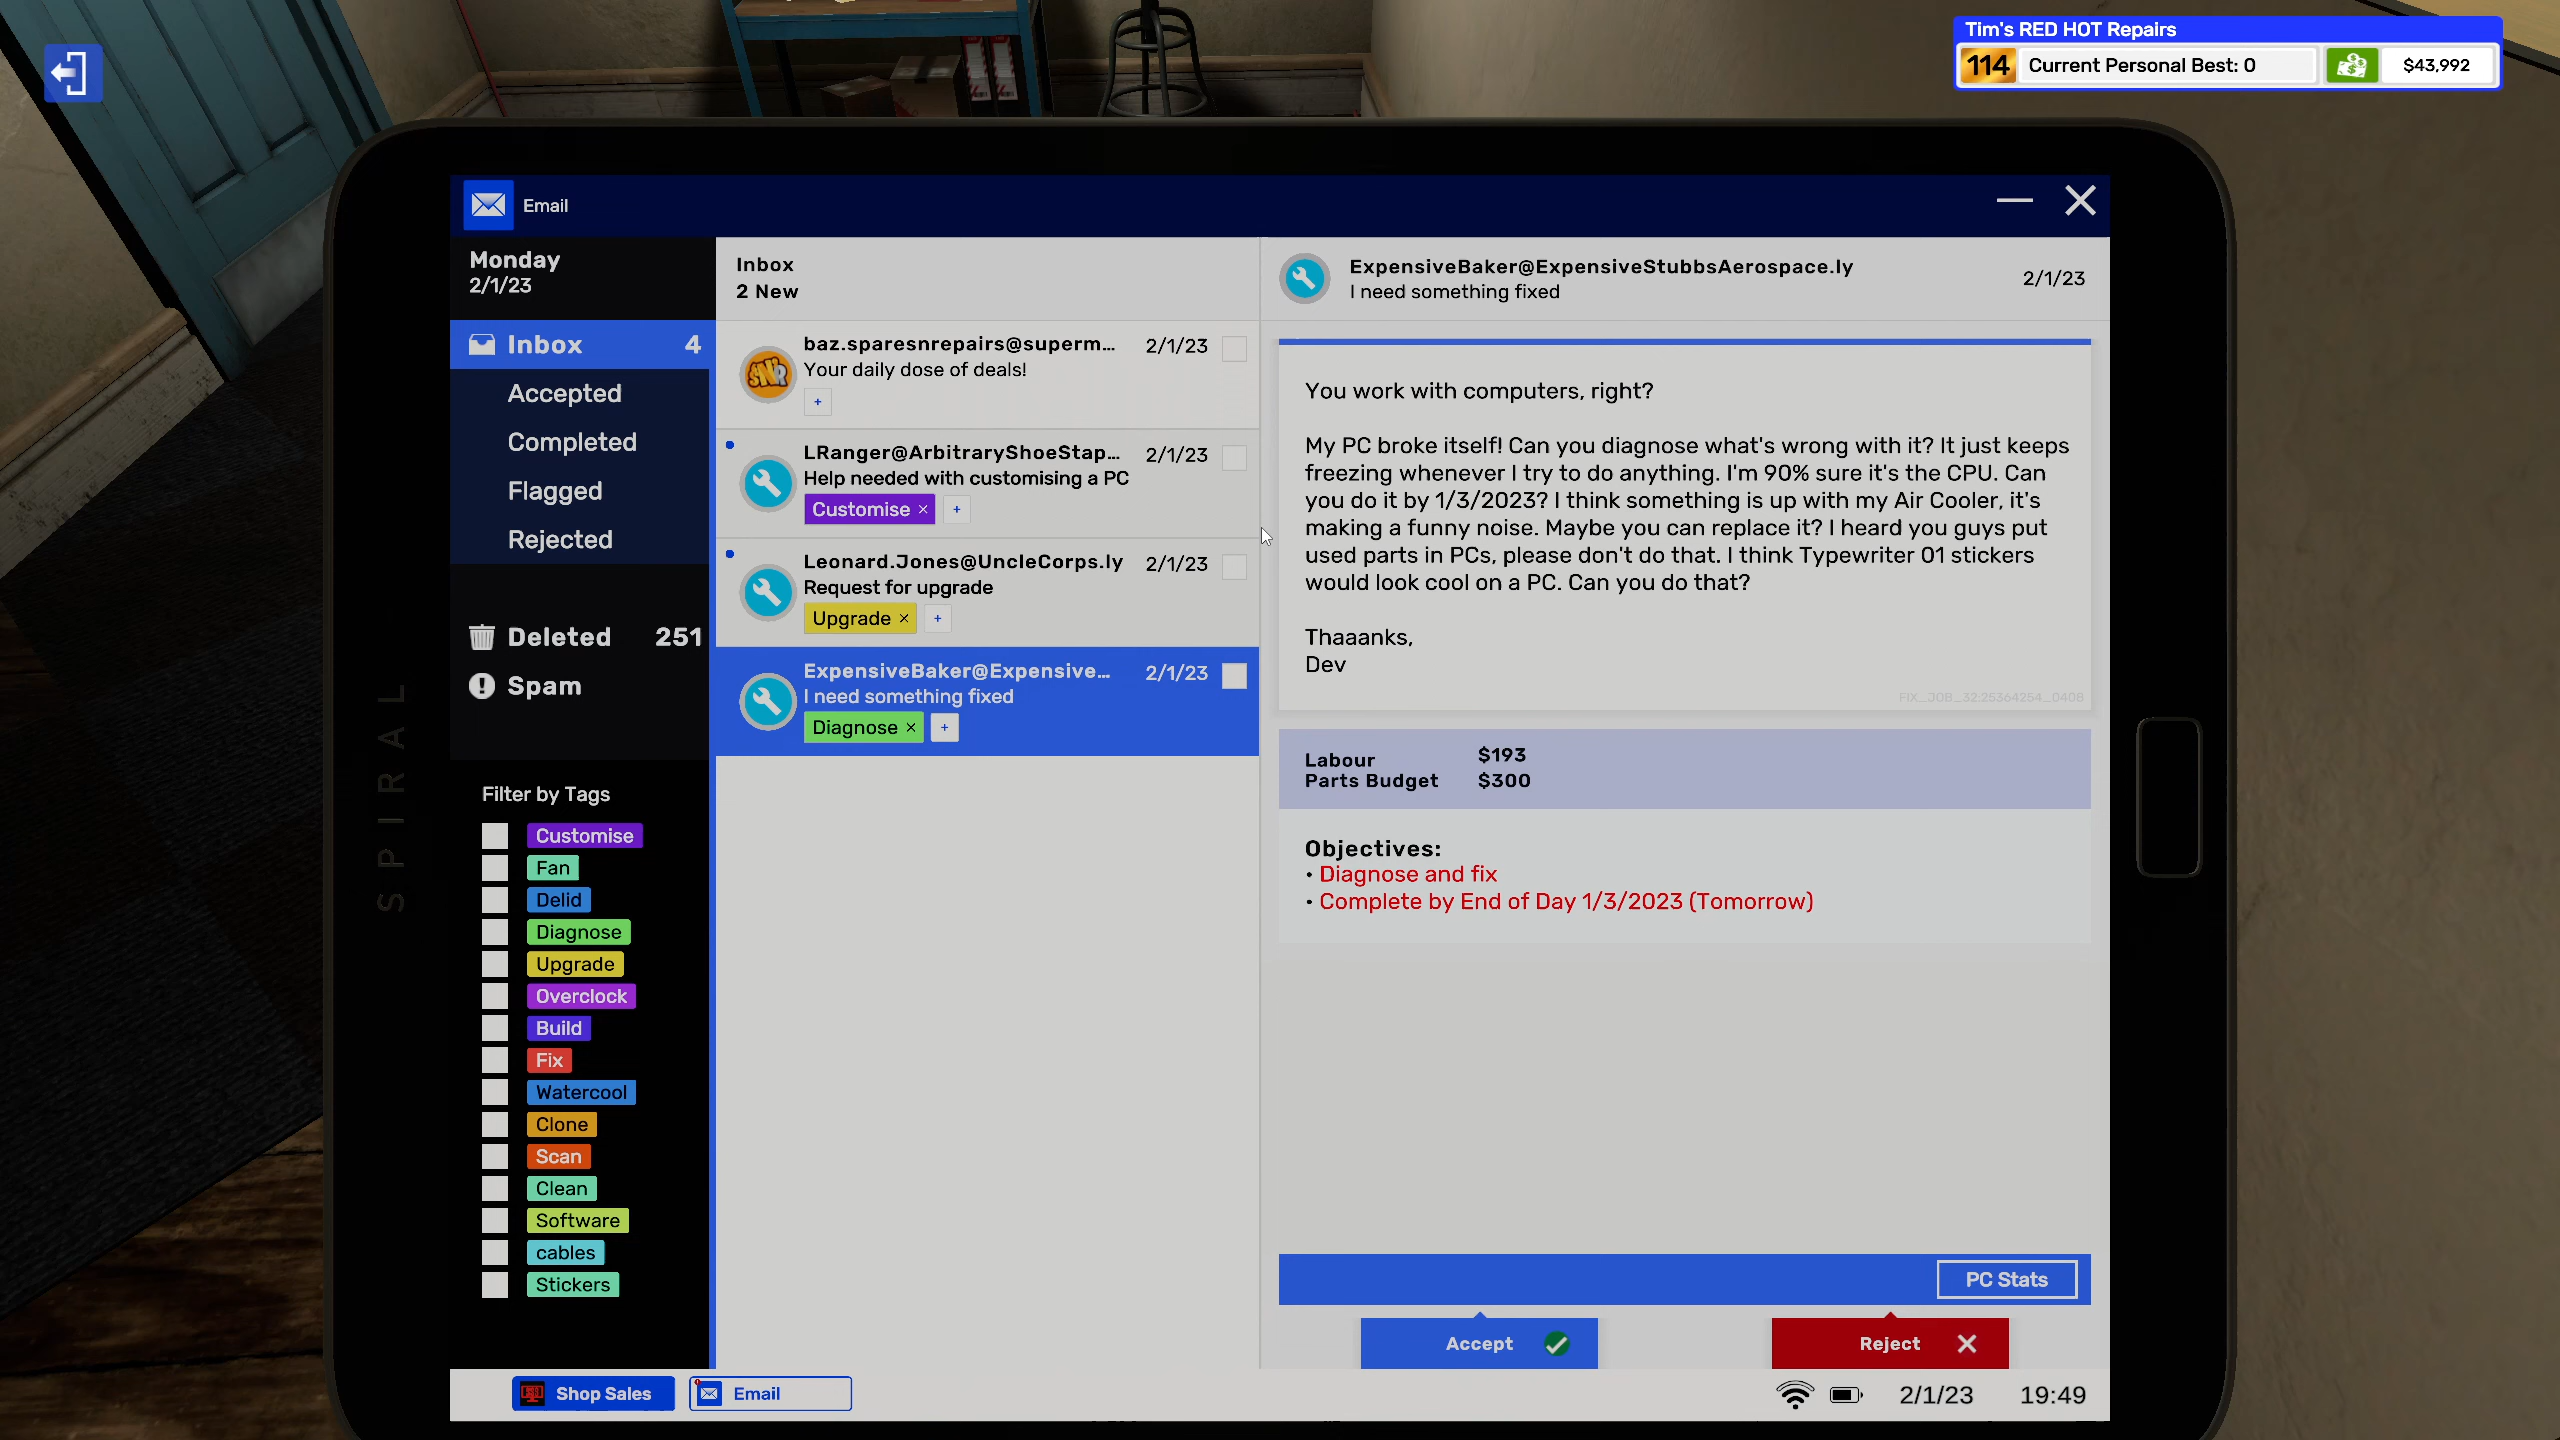 Tim's RED HOT Repairs
114
Current Personal Best: 0
$43,992
Email
Monday
2/1/23
Inbox 4
Accepted
Completed
Flagged
Rejected
Deleted 251
Spam
Filter by Tags
Customise
Fan
Delid
Diagnose
Upgrade
Overclock
Build
Fix
Watercool
Clone
Scan
Clean
Software
cables
Stickers
Inbox
2 New
SNR
baz.sparesnrepairs@superm... 2/1/23
Your daily dose of deals!
+
LRanger@ArbitraryShoeStap... 2/1/23
Help needed with customising a PC
Customise × +
Leonard.Jones@UncleCorps.ly 2/1/23
Request for upgrade
Upgrade × +
ExpensiveBaker@Expensive... 2/1/23
I need something fixed
Diagnose × +
ExpensiveBaker@ExpensiveStubbsAerospace.ly
I need something fixed
2/1/23
You work with computers, right?
My PC broke itself! Can you diagnose what's wrong with it? It just keeps
freezing whenever I try to do anything. I'm 90% sure it's the CPU. Can
you do it by 1/3/2023? I think something is up with my Air Cooler, it's
making a funny noise. Maybe you can replace it? I heard you guys put
used parts in PCs, please don't do that. I think Typewriter 01 stickers
would look cool on a PC. Can you do that?
Thaaanks,
Dev
FIX_JOB_32:25364254_0408
Labour $193
Parts Budget $300
Objectives:
• Diagnose and fix
• Complete by End of Day 1/3/2023 (Tomorrow)
PC Stats
Accept
Reject
SPIRAL
Shop Sales
Email
2/1/23
19:49